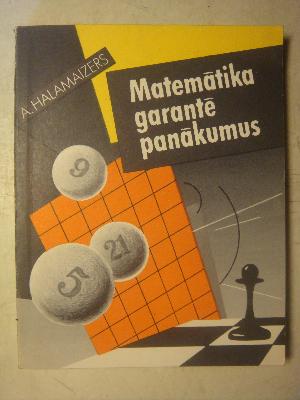 A. HALAMAIZERS
Matemātika
garantē
panākumus
9
21
5